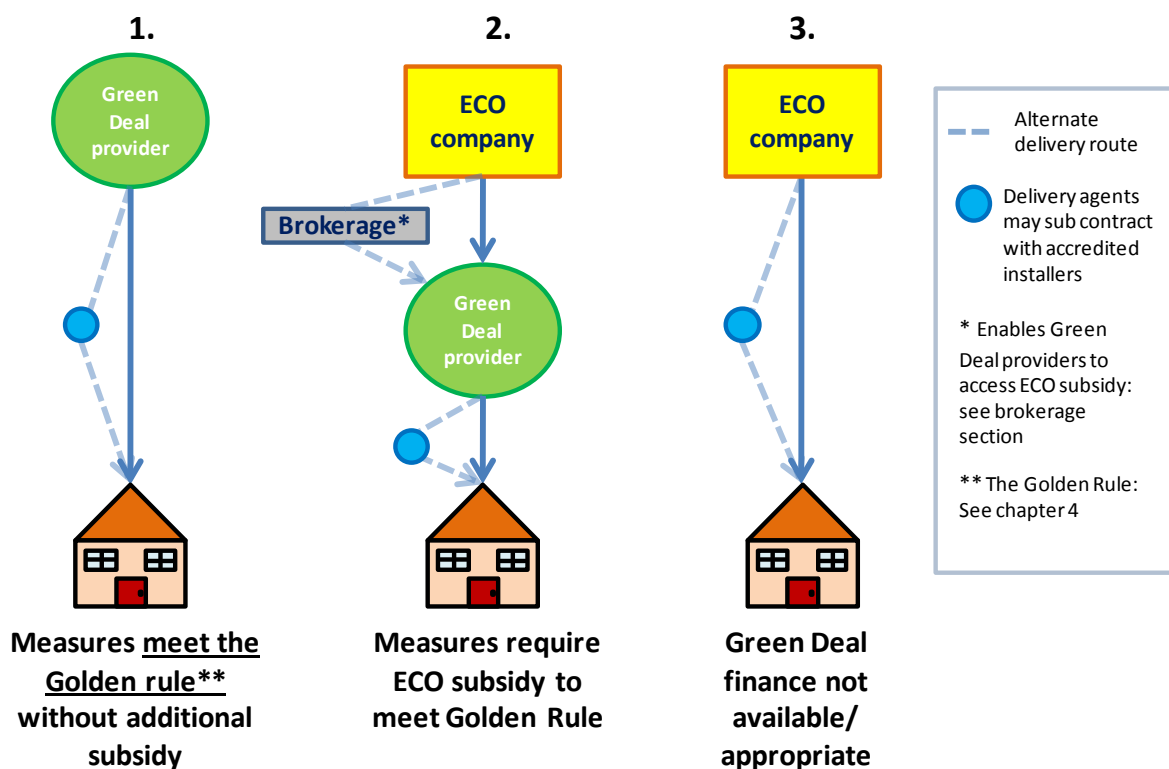 1.
Green
Deal
provider
Measures meet the
Golden rule**
without additional
subsidy
2.
ECO
company
Brokerage*
Green
Deal
provider
Measures require
ECO subsidy to
meet Golden Rule
3.
ECO
company
Green Deal
finance not
available/
appropriate
Alternate
delivery route
Delivery agents
may sub contract
with accredited
installers
* Enables Green
Deal providers to
access ECO subsidy:
see brokerage
section
** The Golden Rule:
See chapter 4